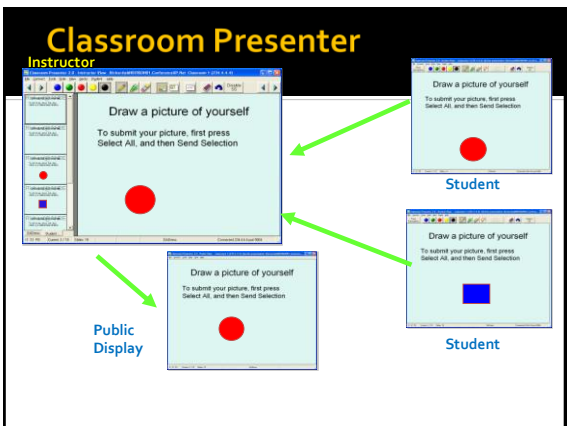 Classroom Presenter
Instructor
Draw a picture of yourself
To submit your picture, first press
Select All, and then Send Selection
Draw a picture of yourself
To submit your picture, first press
Select All, and then Send Selection
Student
Draw a picture of yourself
To submit your picture, first press
Select All, and then Send Selection
Student
Draw a picture of yourself
To submit your picture, first press
Select All, and then Send Selection
Public
Display